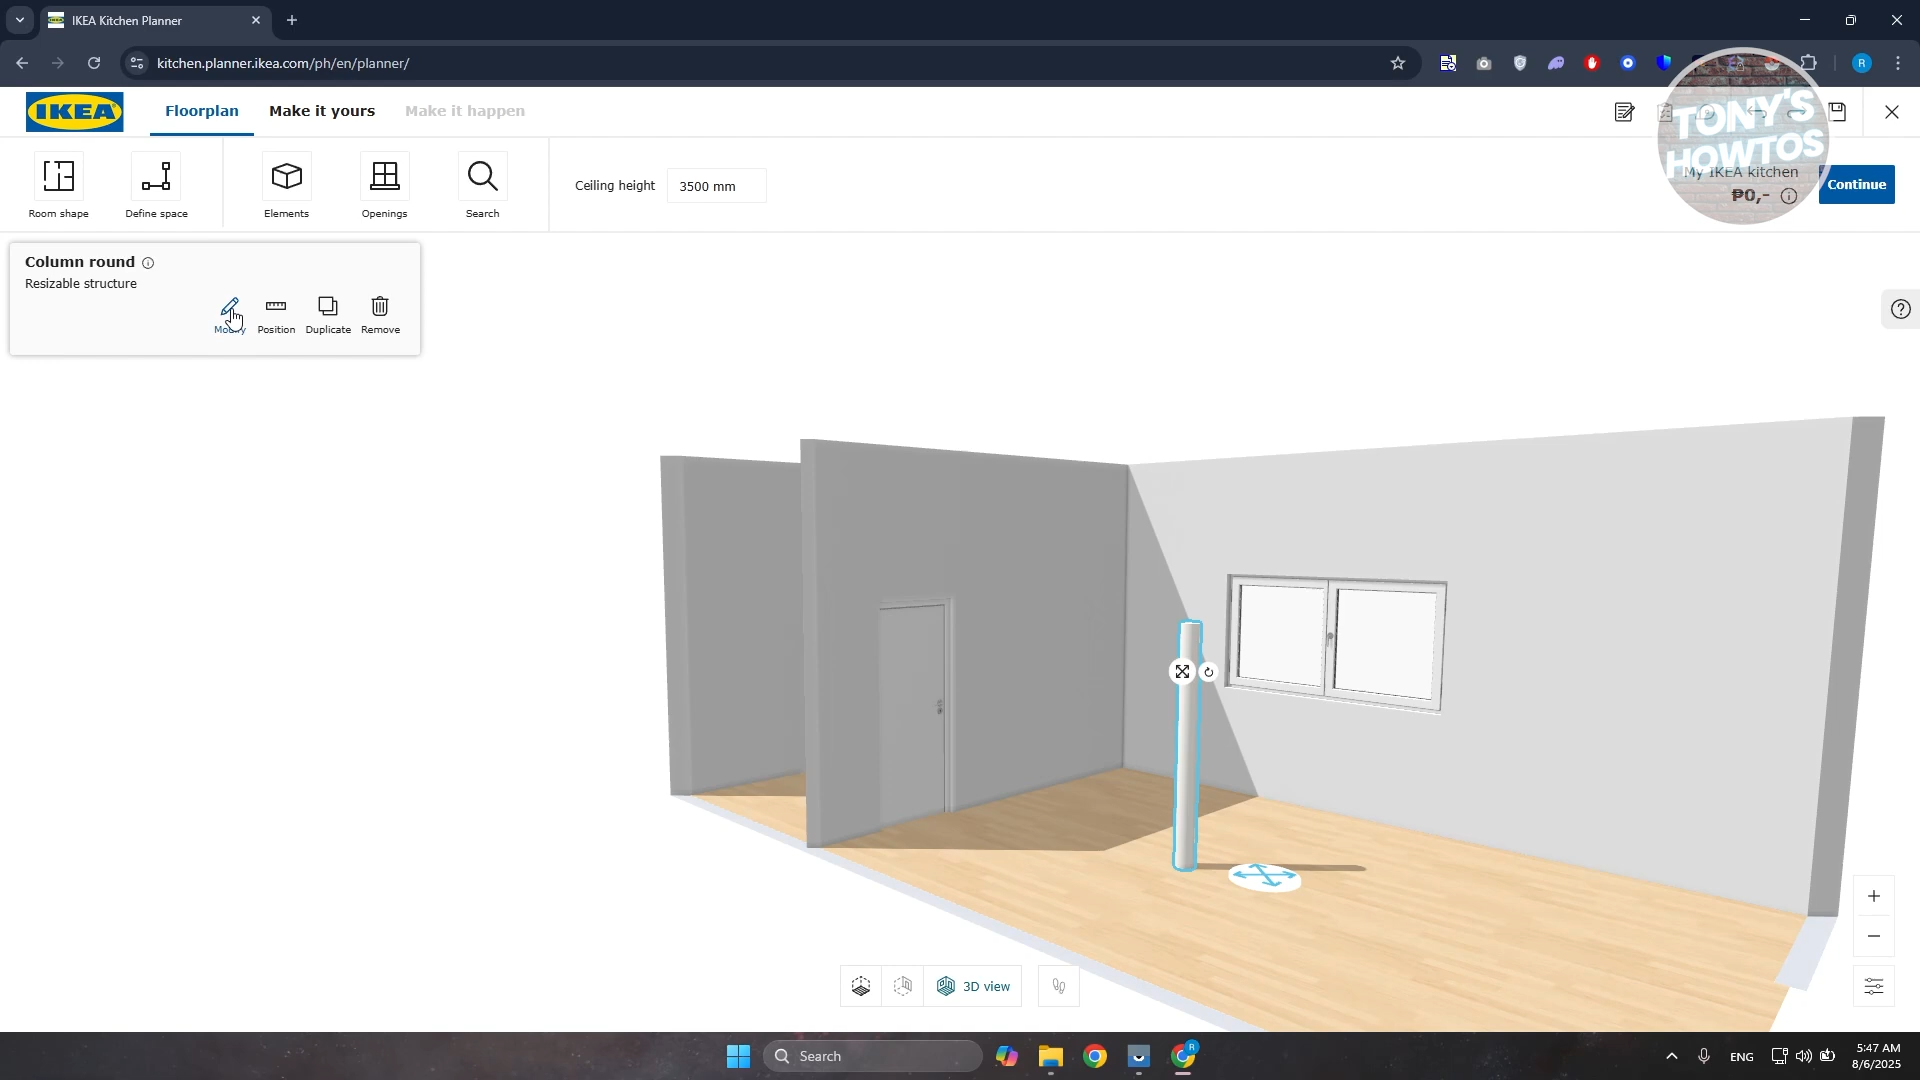 IKEA Kitchen Planner
kitchen.planner.ikea.com/ph/en/planner/
R
IKEA
Floorplan
Make it yours
Make it happen
TONY'S
HOWTOS
Room shape
Define space
Elements
Openings
Search
Ceiling height
3500 mm
My IKEA kitchen
₱0,-
Continue
Column round
Resizable structure
Modify
Position
Duplicate
Remove
3D view
Search
R
ENG
5:47 AM
8/6/2025